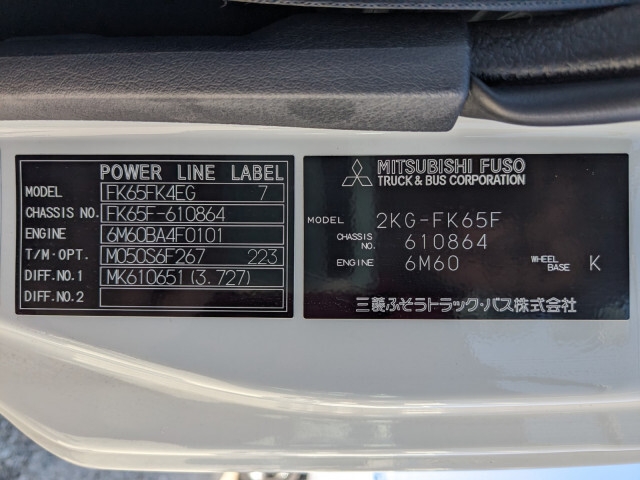 POWER LINE LABEL
MODEL FK65FK4EG 7
CHASSIS NO. FK65F-610864
ENGINE 6M60BA4F0101
T/M·OPT. M050S6F267 223
DIFF.NO.1 MK610651(3.727)
DIFF.NO.2
MITSUBISHI FUSO
TRUCK & BUS CORPORATION
MODEL 2KG-FK65F
CHASSIS NO. 610864
ENGINE 6M60 WHEEL BASE K
三菱ふそうトラック・バス株式会社